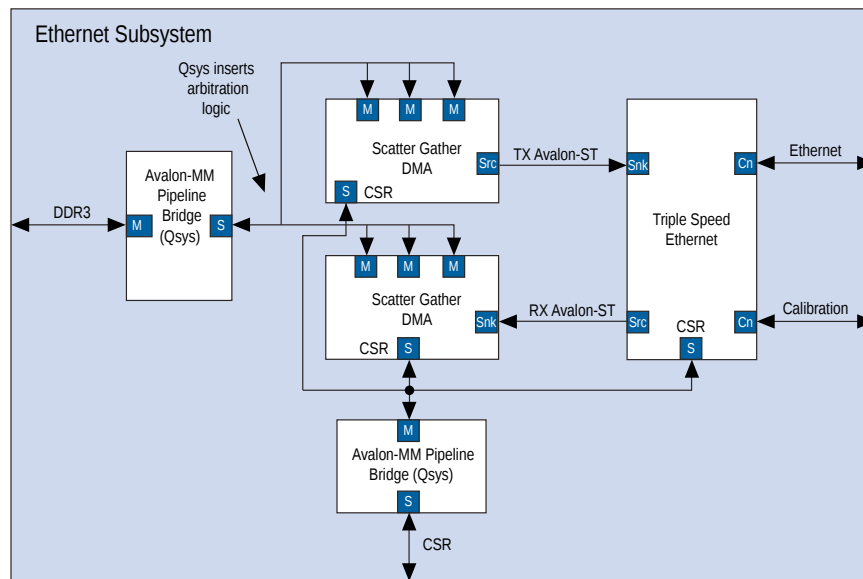 Ethernet Subsystem
Qsys inserts
arbitration
logic
M M M
Scatter Gather
DMA
Src
TX Avalon-ST
Snk
Cn
Ethernet
S
CSR
Avalon-MM
Pipeline
Bridge
(Qsys)
DDR3
M
S
Triple Speed
Ethernet
M M M
Scatter Gather
DMA
Snk
RX Avalon-ST
Src
Cn
Calibration
CSR
S
CSR
S
M
Avalon-MM Pipeline
Bridge (Qsys)
S
CSR